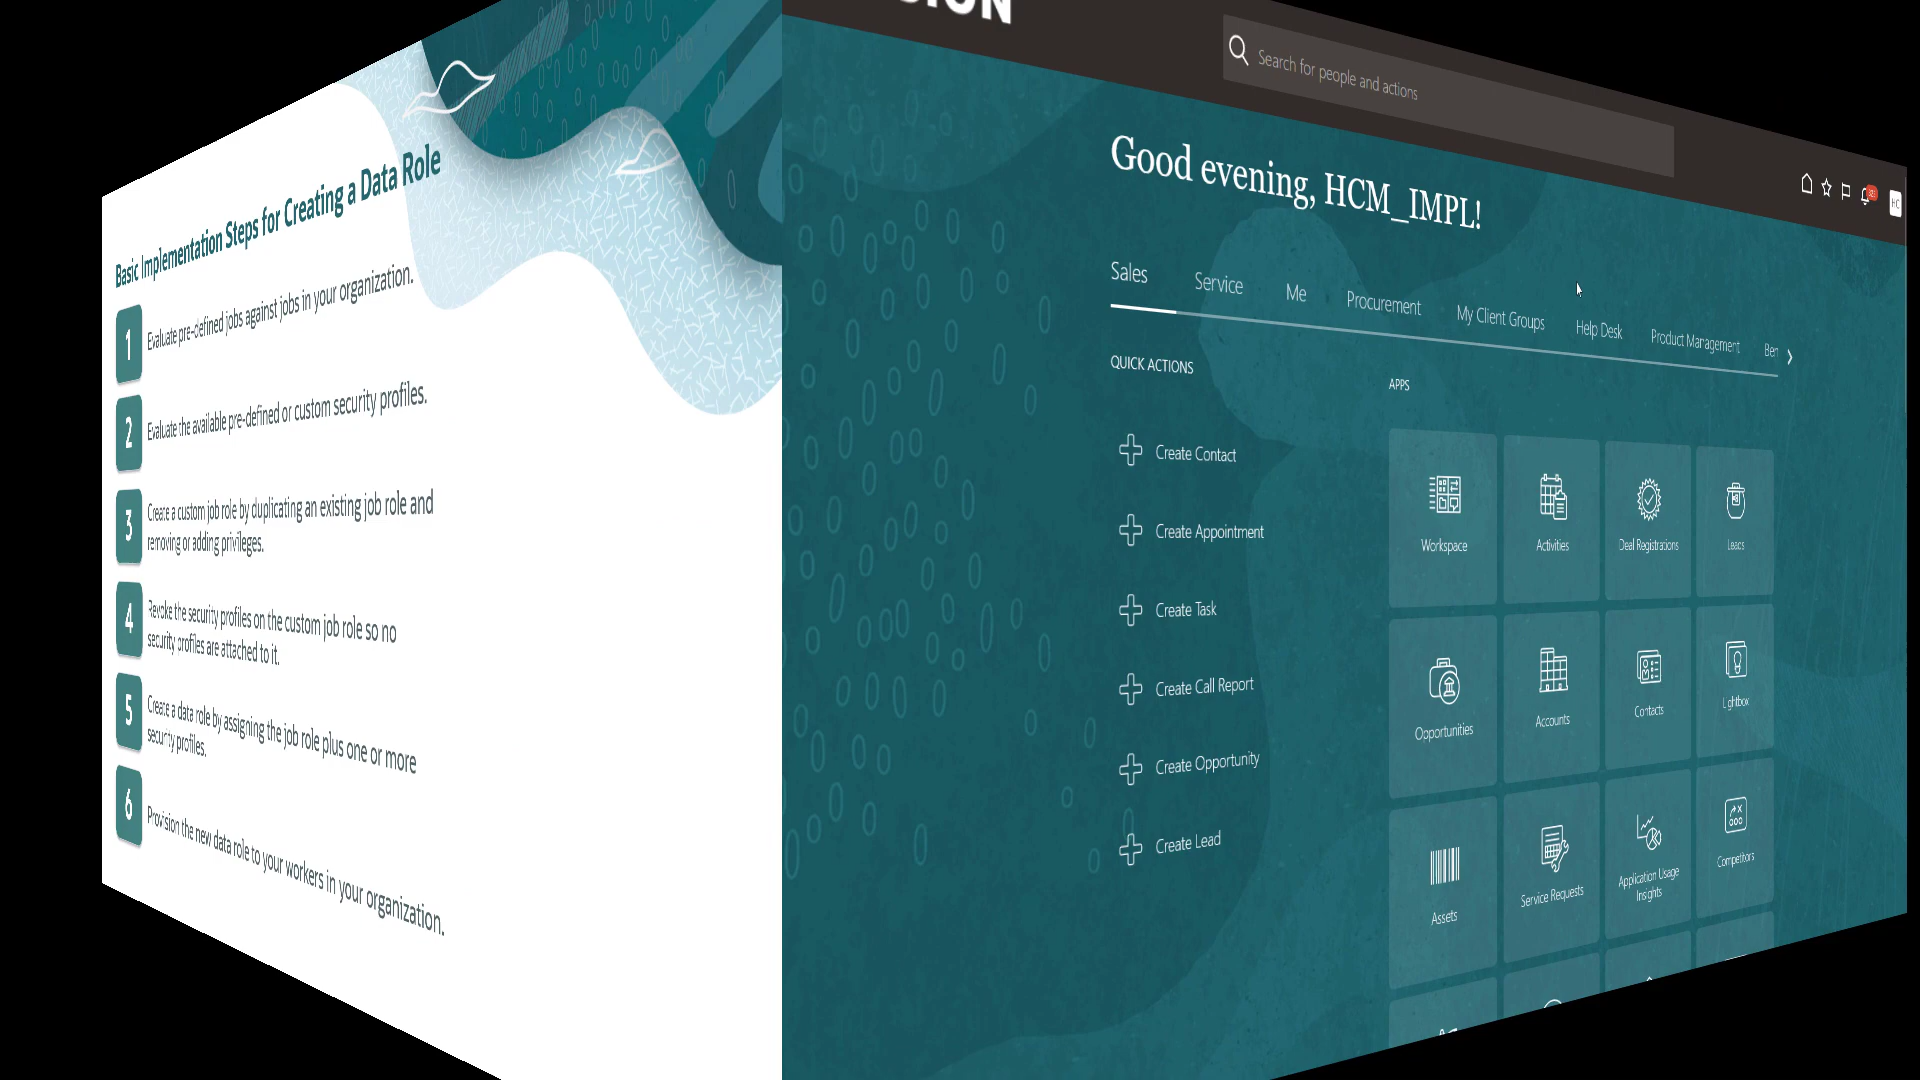 Basic Implementation Steps for Creating a Data Role
1
Evaluate pre-defined jobs against jobs in your organization.
2
Evaluate the available pre-defined or custom security profiles.
3
Create a custom job role by duplicating an existing job role and
removing or adding privileges.
4
Revoke the security profiles on the custom job role so no
security profiles are attached to it.
5
Create a data role by assigning the job role plus one or more
security profiles.
6
Provision the new data role to your workers in your organization.
Search for people and actions
HC
Good evening, HCM_IMPL!
Sales
Service
Me
Procurement
My Client Groups
Help Desk
Product Management
Ben
QUICK ACTIONS
Create Contact
Create Appointment
Create Task
Create Call Report
Create Opportunity
Create Lead
APPS
Workspace
Activities
Deal Registrations
Leads
Opportunities
Accounts
Contacts
Lightbox
Assets
Service Requests
Application Usage
Insights
Competitors